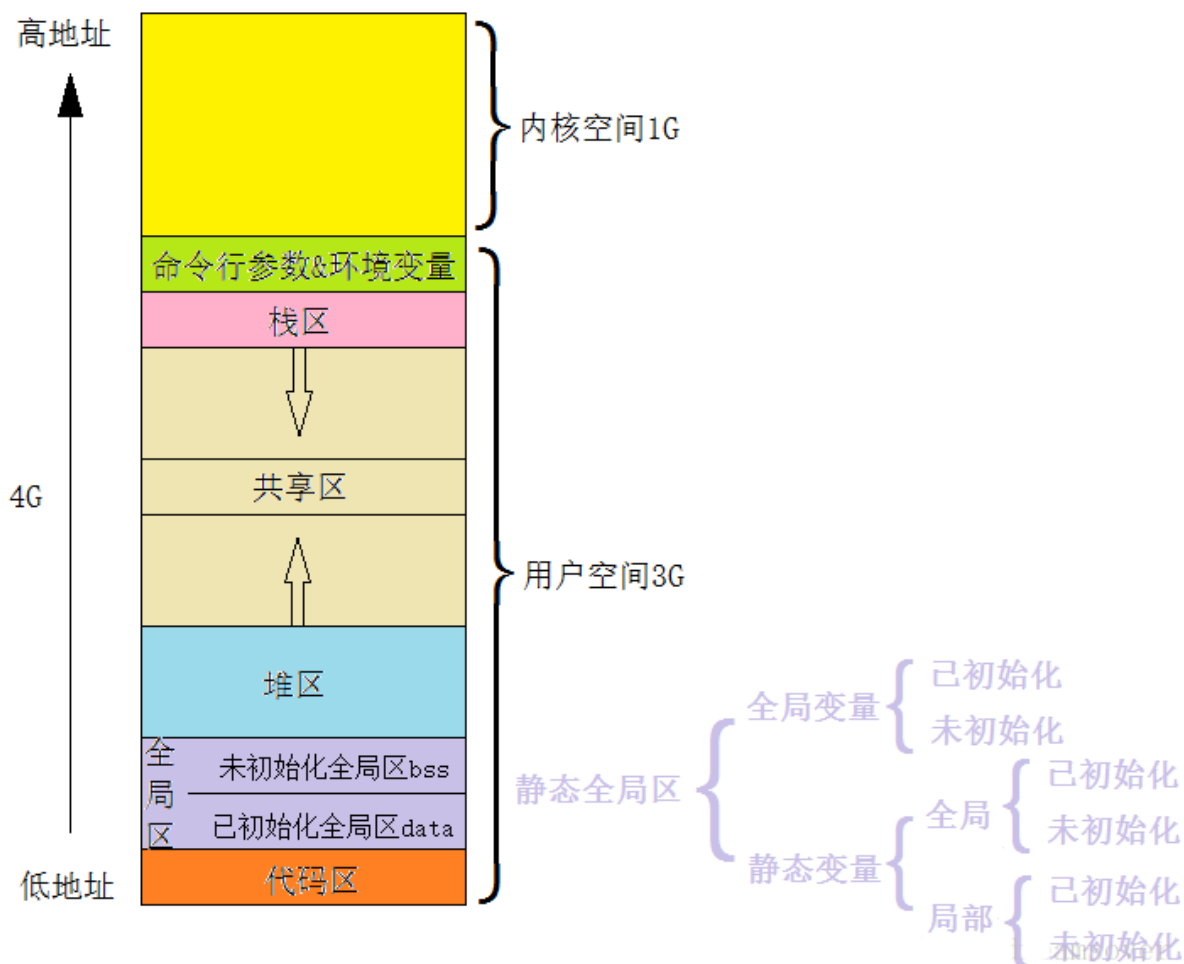 高地址
内核空间1G
命令行参数&环境变量
栈区
共享区
4G
用户空间3G
堆区
全局区
未初始化全局区bss
已初始化全局区data
代码区
低地址
静态全局区
全局变量
已初始化
未初始化
静态变量
全局
已初始化
未初始化
局部
已初始化
未初始化